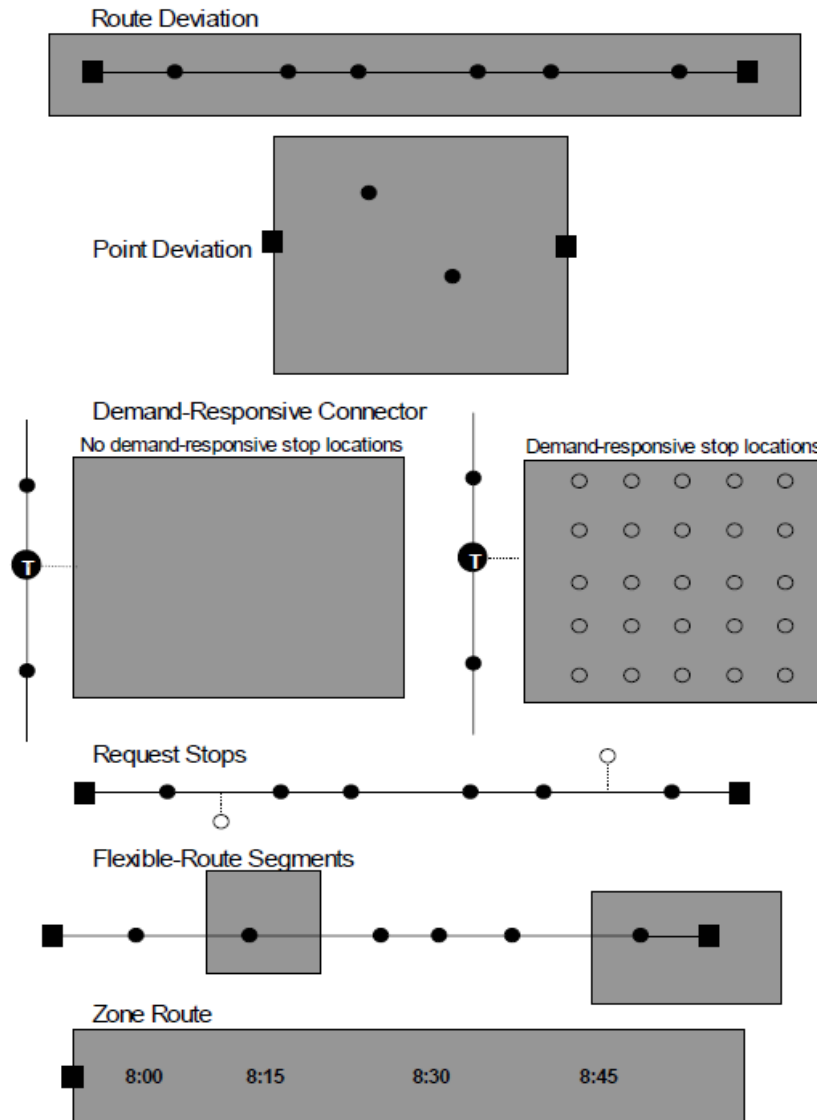 Route Deviation
Point Deviation
Demand-Responsive Connector
No demand-responsive stop locations
Demand-responsive stop locations
T
T
Request Stops
Flexible-Route Segments
Zone Route
8:00 8:15 8:30 8:45